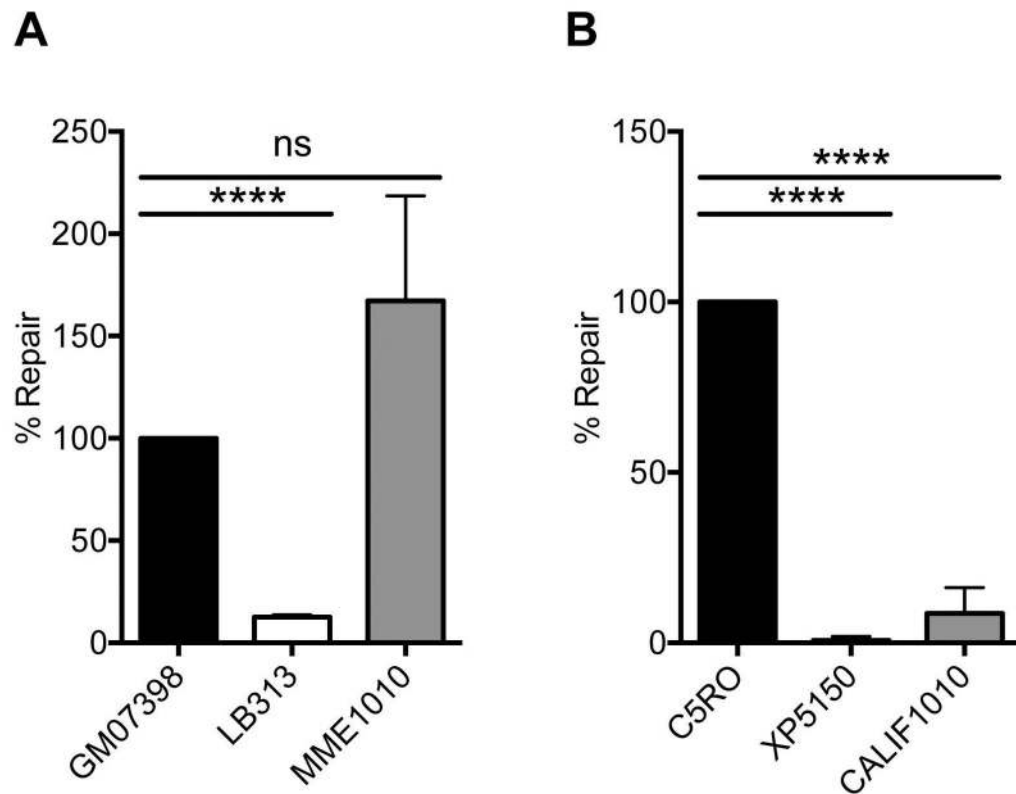 A
250
200
150
100
50
0
% Repair
ns
****
GM07398
LB313
MME1010
B
150
100
50
0
% Repair
****
****
C5RO
XP5150
CALIF1010